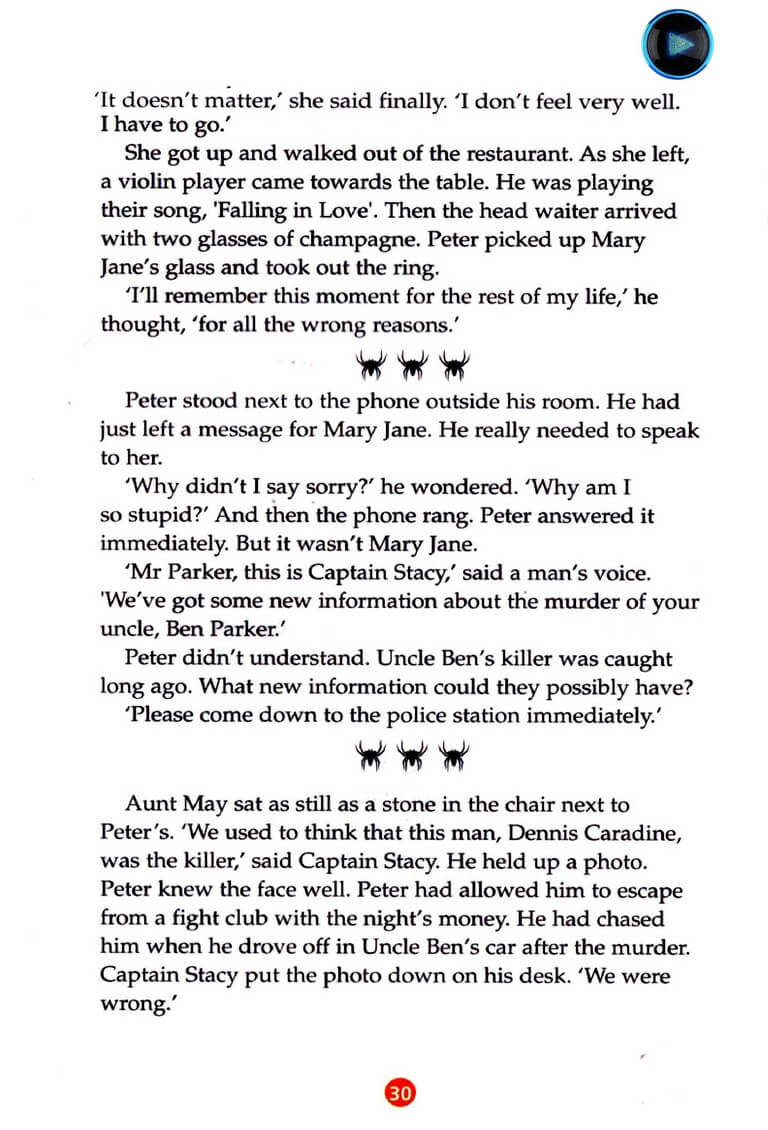 ‘It doesn’t matter,’ she said finally. ‘I don’t feel very well.
I have to go.’
She got up and walked out of the restaurant. As she left,
a violin player came towards the table. He was playing
their song, 'Falling in Love'. Then the head waiter arrived
with two glasses of champagne. Peter picked up Mary
Jane’s glass and took out the ring.
‘I’ll remember this moment for the rest of my life,’ he
thought, ‘for all the wrong reasons.’
Peter stood next to the phone outside his room. He had
just left a message for Mary Jane. He really needed to speak
to her.
‘Why didn’t I say sorry?’ he wondered. ‘Why am I
so stupid?’ And then the phone rang. Peter answered it
immediately. But it wasn’t Mary Jane.
‘Mr Parker, this is Captain Stacy,’ said a man’s voice.
'We’ve got some new information about the murder of your
uncle, Ben Parker.’
Peter didn’t understand. Uncle Ben’s killer was caught
long ago. What new information could they possibly have?
‘Please come down to the police station immediately.’
Aunt May sat as still as a stone in the chair next to
Peter’s. ‘We used to think that this man, Dennis Caradine,
was the killer,’ said Captain Stacy. He held up a photo.
Peter knew the face well. Peter had allowed him to escape
from a fight club with the night’s money. He had chased
him when he drove off in Uncle Ben’s car after the murder.
Captain Stacy put the photo down on his desk. ‘We were
wrong.’
30